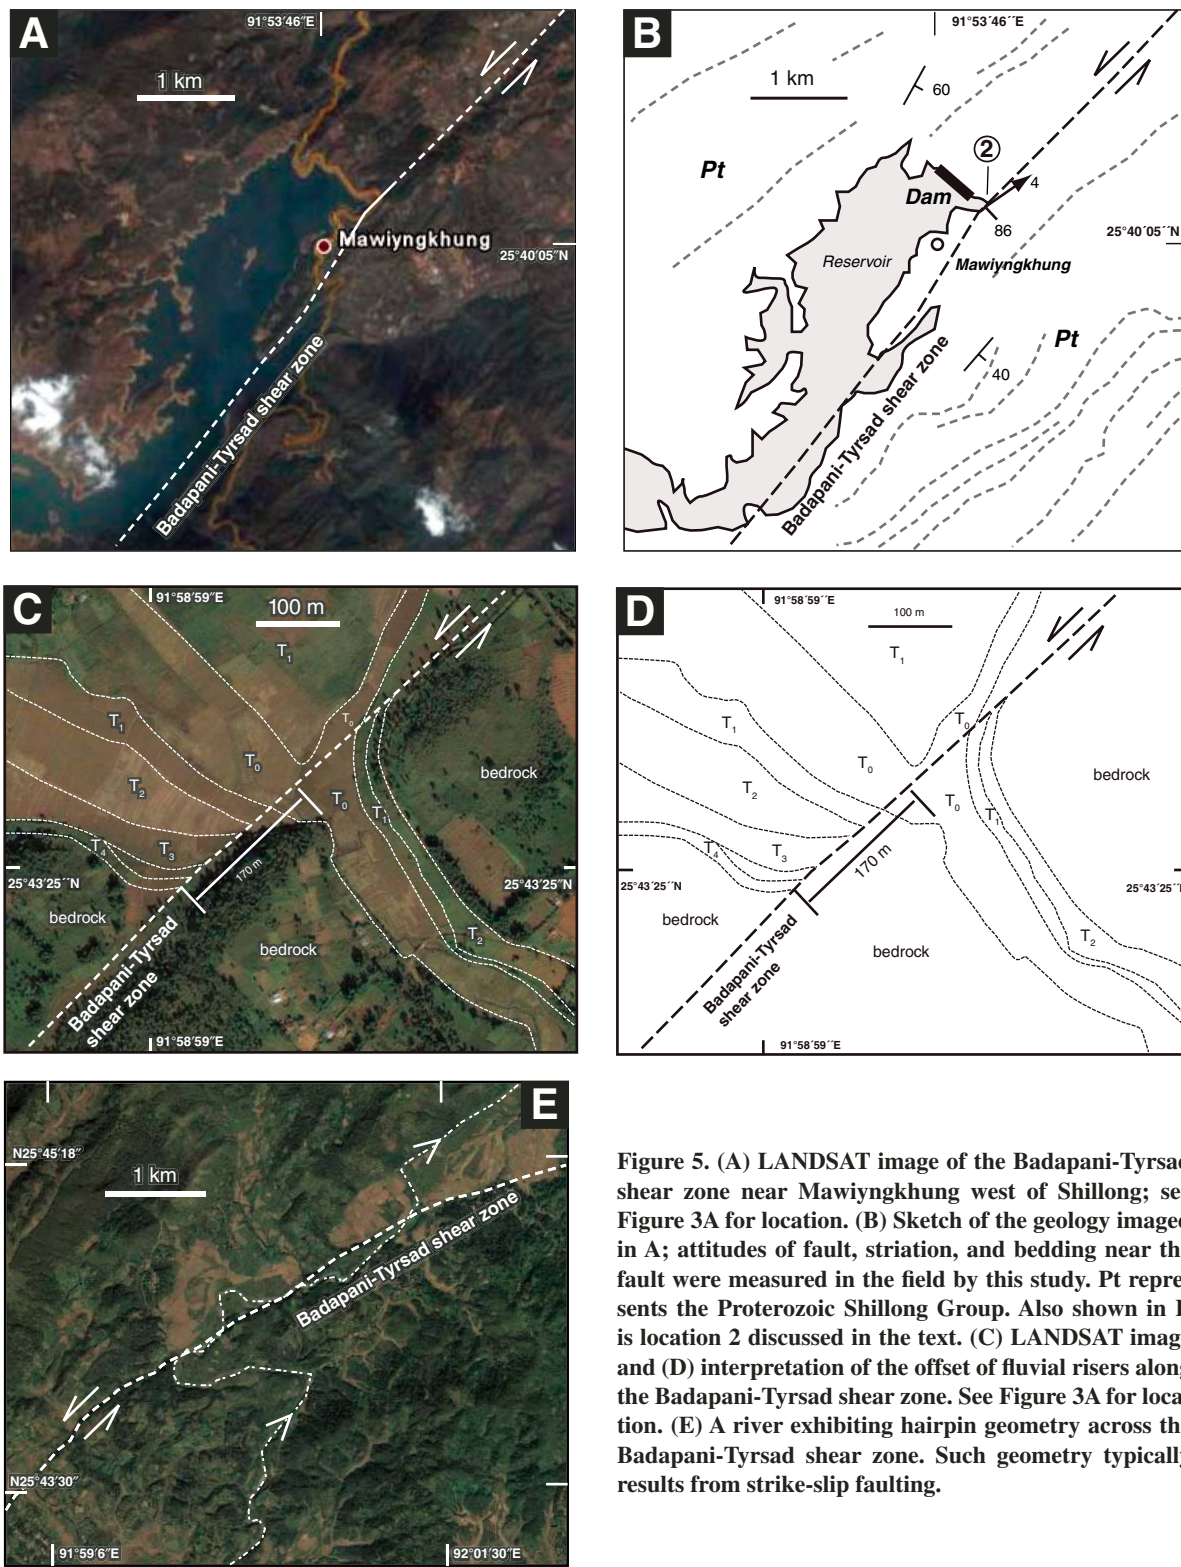 A
91°53′46″E
1 km
Mawiyngkhung
25°40′05″N
Badapani-Tyrsad shear zone
B
91°53′46′′E
1 km
60
Pt
2
4
Dam
86
25°40′05′′N
Reservoir
Mawiyngkhung
Pt
40
Badapani-Tyrsad shear zone
C
91°58′59″E
100 m
T1
T0
T1
T0
bedrock
T2
T0
T1
T4
T3
170 m
25°43′25′′N
25°43′25″N
bedrock
bedrock
T2
Badapani-Tyrsad
shear zone
91°58′59″E
D
91°58′59′′E
100 m
T1
T1
T0
T0
bedrock
T2
T0
T1
T4
T3
170 m
25°43′25′′N
25°43′25′′N
bedrock
bedrock
T2
Badapani-Tyrsad
shear zone
91°58′59′′E
E
N25°45′18″
1 km
Badapani-Tyrsad shear zone
N25°43′30″
91°59′6″E
92°01′30″E
Figure 5. (A) LANDSAT image of the Badapani-Tyrsad
shear zone near Mawiyngkhung west of Shillong; se
Figure 3A for location. (B) Sketch of the geology imaged
in A; attitudes of fault, striation, and bedding near th
fault were measured in the field by this study. Pt repre
sents the Proterozoic Shillong Group. Also shown in
is location 2 discussed in the text. (C) LANDSAT imag
and (D) interpretation of the offset of fluvial risers along
the Badapani-Tyrsad shear zone. See Figure 3A for loca
tion. (E) A river exhibiting hairpin geometry across th
Badapani-Tyrsad shear zone. Such geometry typically
results from strike-slip faulting.